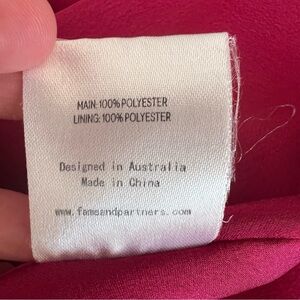 MAIN: 100% POLYESTER
LINING: 100% POLYESTER
Designed in Australia
Made in China
www.fameandpartners.com